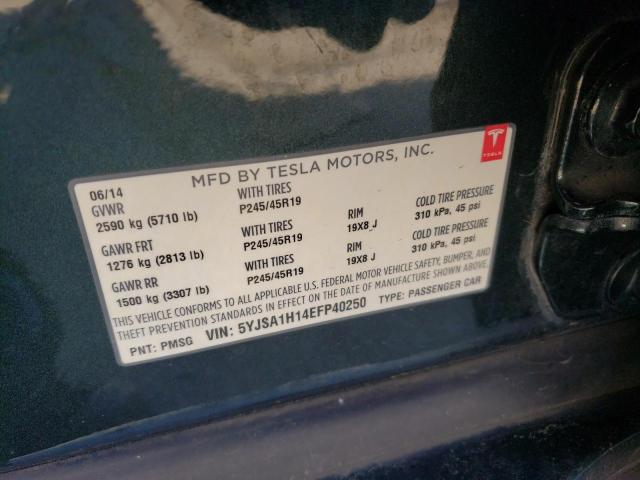 MFD BY TESLA MOTORS, INC.
TESLA
06/14
GVWR WITH TIRES
2590 kg (5710 lb) P245/45R19
GAWR FRT WITH TIRES RIM COLD TIRE PRESSURE
1276 kg (2813 lb) P245/45R19 19X8 J 310 kPa, 45 psi
GAWR RR WITH TIRES RIM COLD TIRE PRESSURE
1500 kg (3307 lb) P245/45R19 19X8 J 310 kPa, 45 psi
THIS VEHICLE CONFORMS TO ALL APPLICABLE U.S. FEDERAL MOTOR VEHICLE SAFETY, BUMPER, AND
THEFT PREVENTION STANDARDS IN EFFECT ON THE DATE OF MANUFACTURE SHOWN ABOVE.
PNT: PMSG VIN: 5YJSA1H14EFP40250 TYPE: PASSENGER CAR